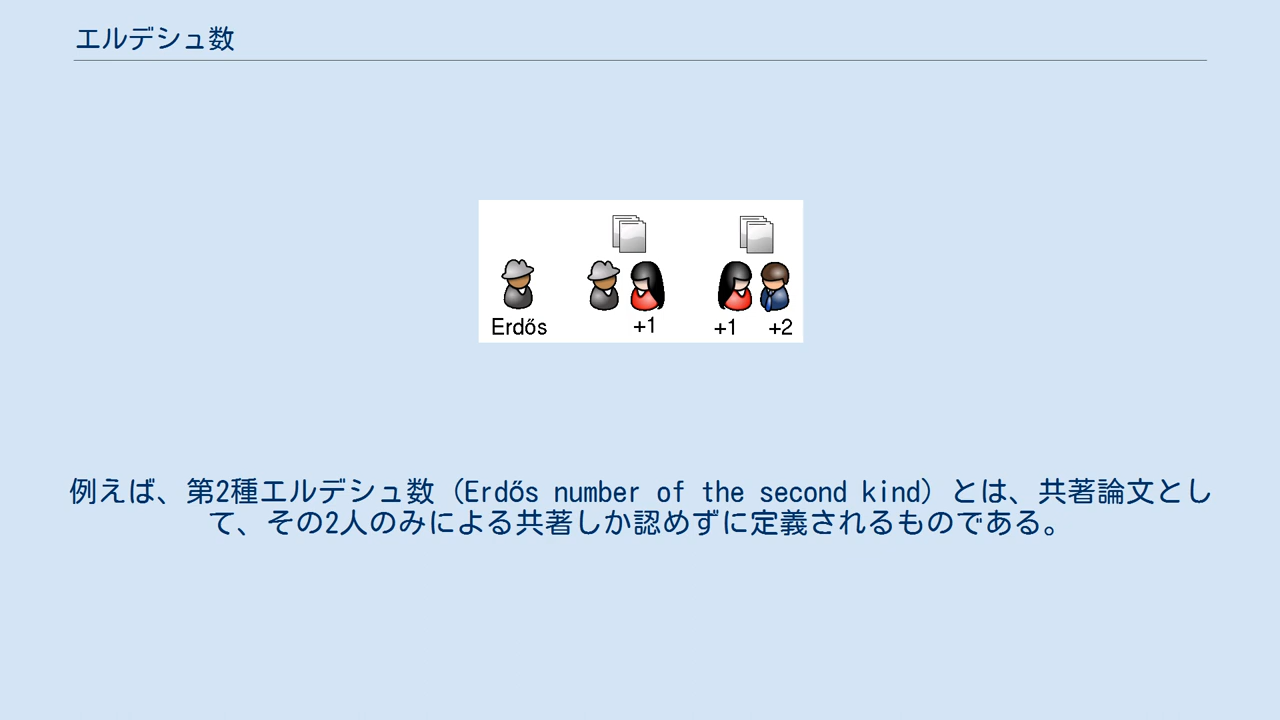 エルデシュ数
Erdős
+1
+1
+2
例えば、第2種エルデシュ数（Erdős number of the second kind）とは、共著論文とし
て、その2人のみによる共著しか認めずに定義されるものである。